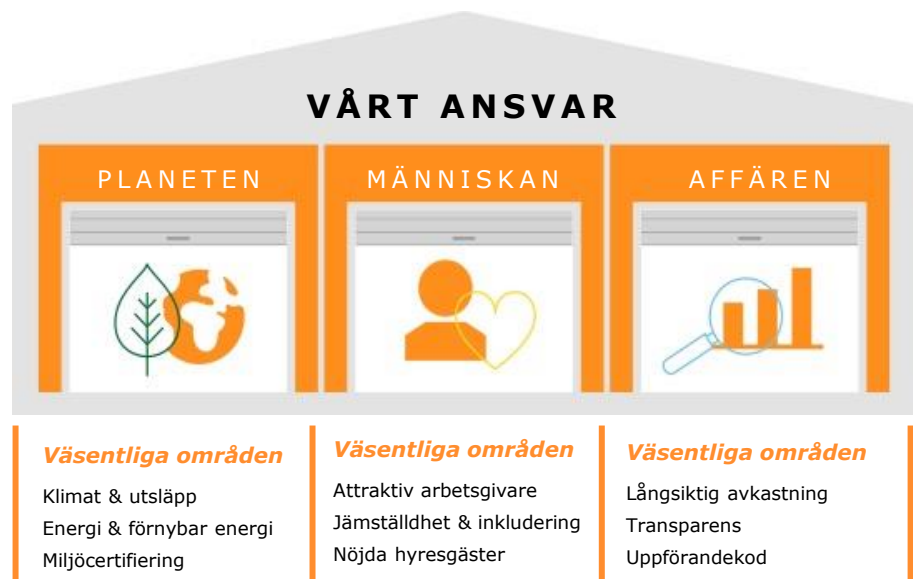 VÅRT ANSVAR
PLANETEN
MÄNNISKAN
AFFÄREN
Väsentliga områden
Klimat & utsläpp
Energi & förnybar energi
Miljöcertifiering
Väsentliga områden
Attraktiv arbetsgivare
Jämställdhet & inkludering
Nöjda hyresgäster
Väsentliga områden
Långsiktig avkastning
Transparens
Uppförandekod